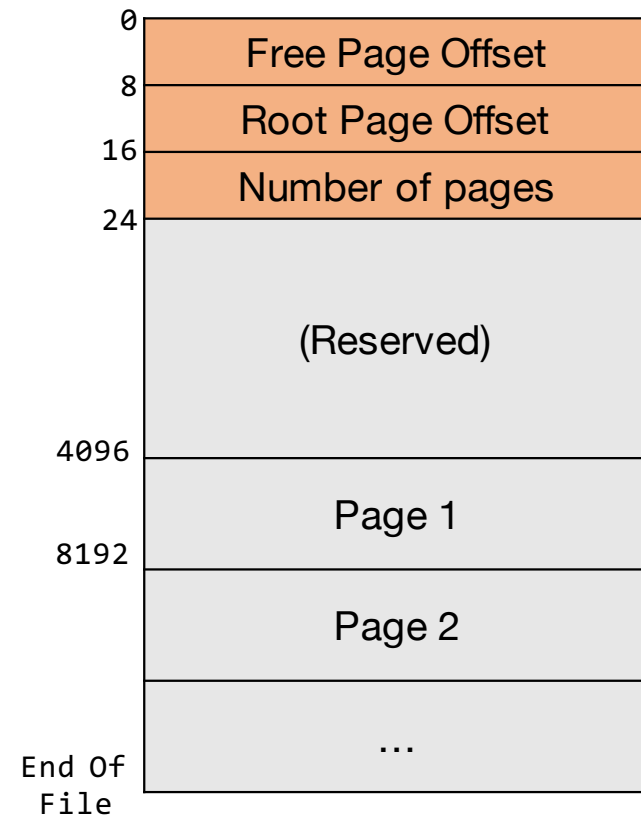 0
Free Page Offset
8
Root Page Offset
16
Number of pages
24
(Reserved)
4096
Page 1
8192
Page 2
...
End Of
File